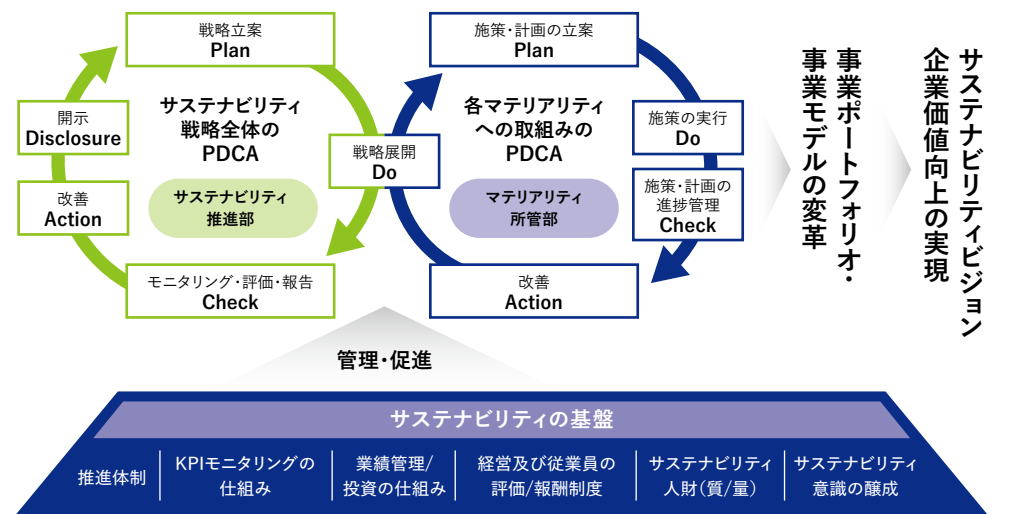 戦略立案
Plan
開示
Disclosure
改善
Action
サステナビリティ
戦略全体の
PDCA
サステナビリティ
推進部
戦略展開
Do
モニタリング・評価・報告
Check
施策・計画の立案
Plan
各マテリアリティ
への取組みの
PDCA
マテリアリティ
所管部
施策の実行
Do
施策・計画の
進捗管理
Check
改善
Action
事業ポートフォリオ・
事業モデルの変革
サステナビリティビジョン
企業価値向上の実現
管理・促進
サステナビリティの基盤
推進体制
KPIモニタリングの
仕組み
業績管理/
投資の仕組み
経営及び従業員の
評価/報酬制度
サステナビリティ
人財(質/量)
サステナビリティ
意識の醸成